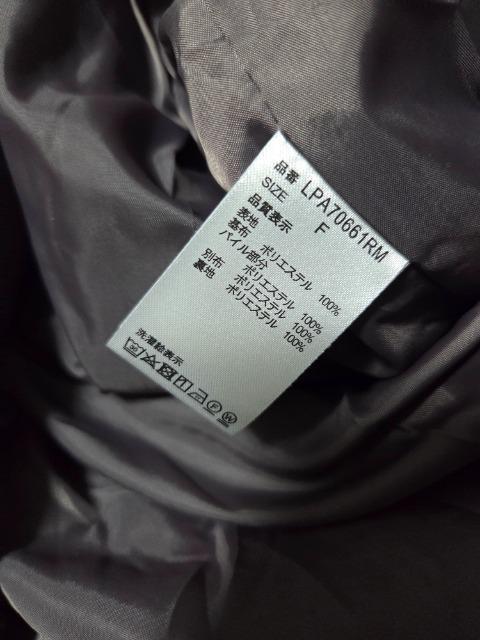 品番 LPA70661RM
SIZE F
品質表示
表地
基布 ポリエステル 100%
パイル部分
ポリエステル 100%
別布 ポリエステル 100%
裏地 ポリエステル 100%
洗濯絵表示